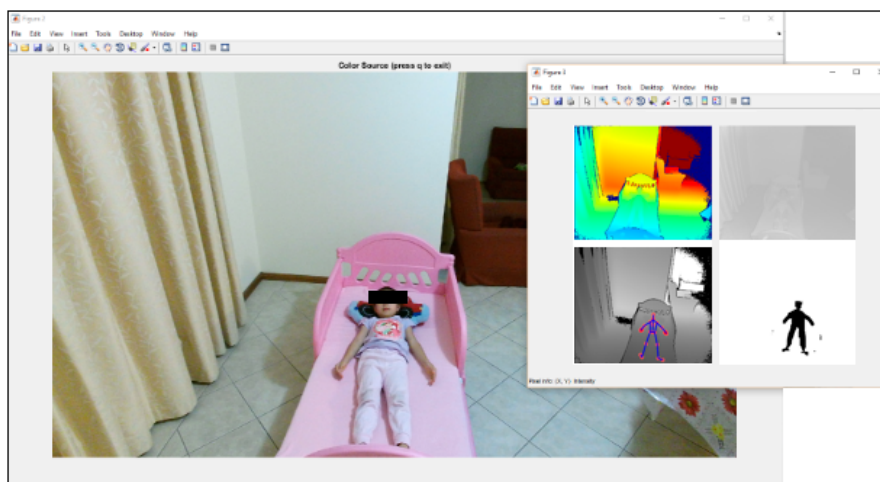 Figure 2
File Edit View Insert Tools Desktop Window Help
Color Source (press q to exit)
Figure 3
File Edit View Insert Tools Desktop Window Help
Pixel info: (X, Y) Intensity